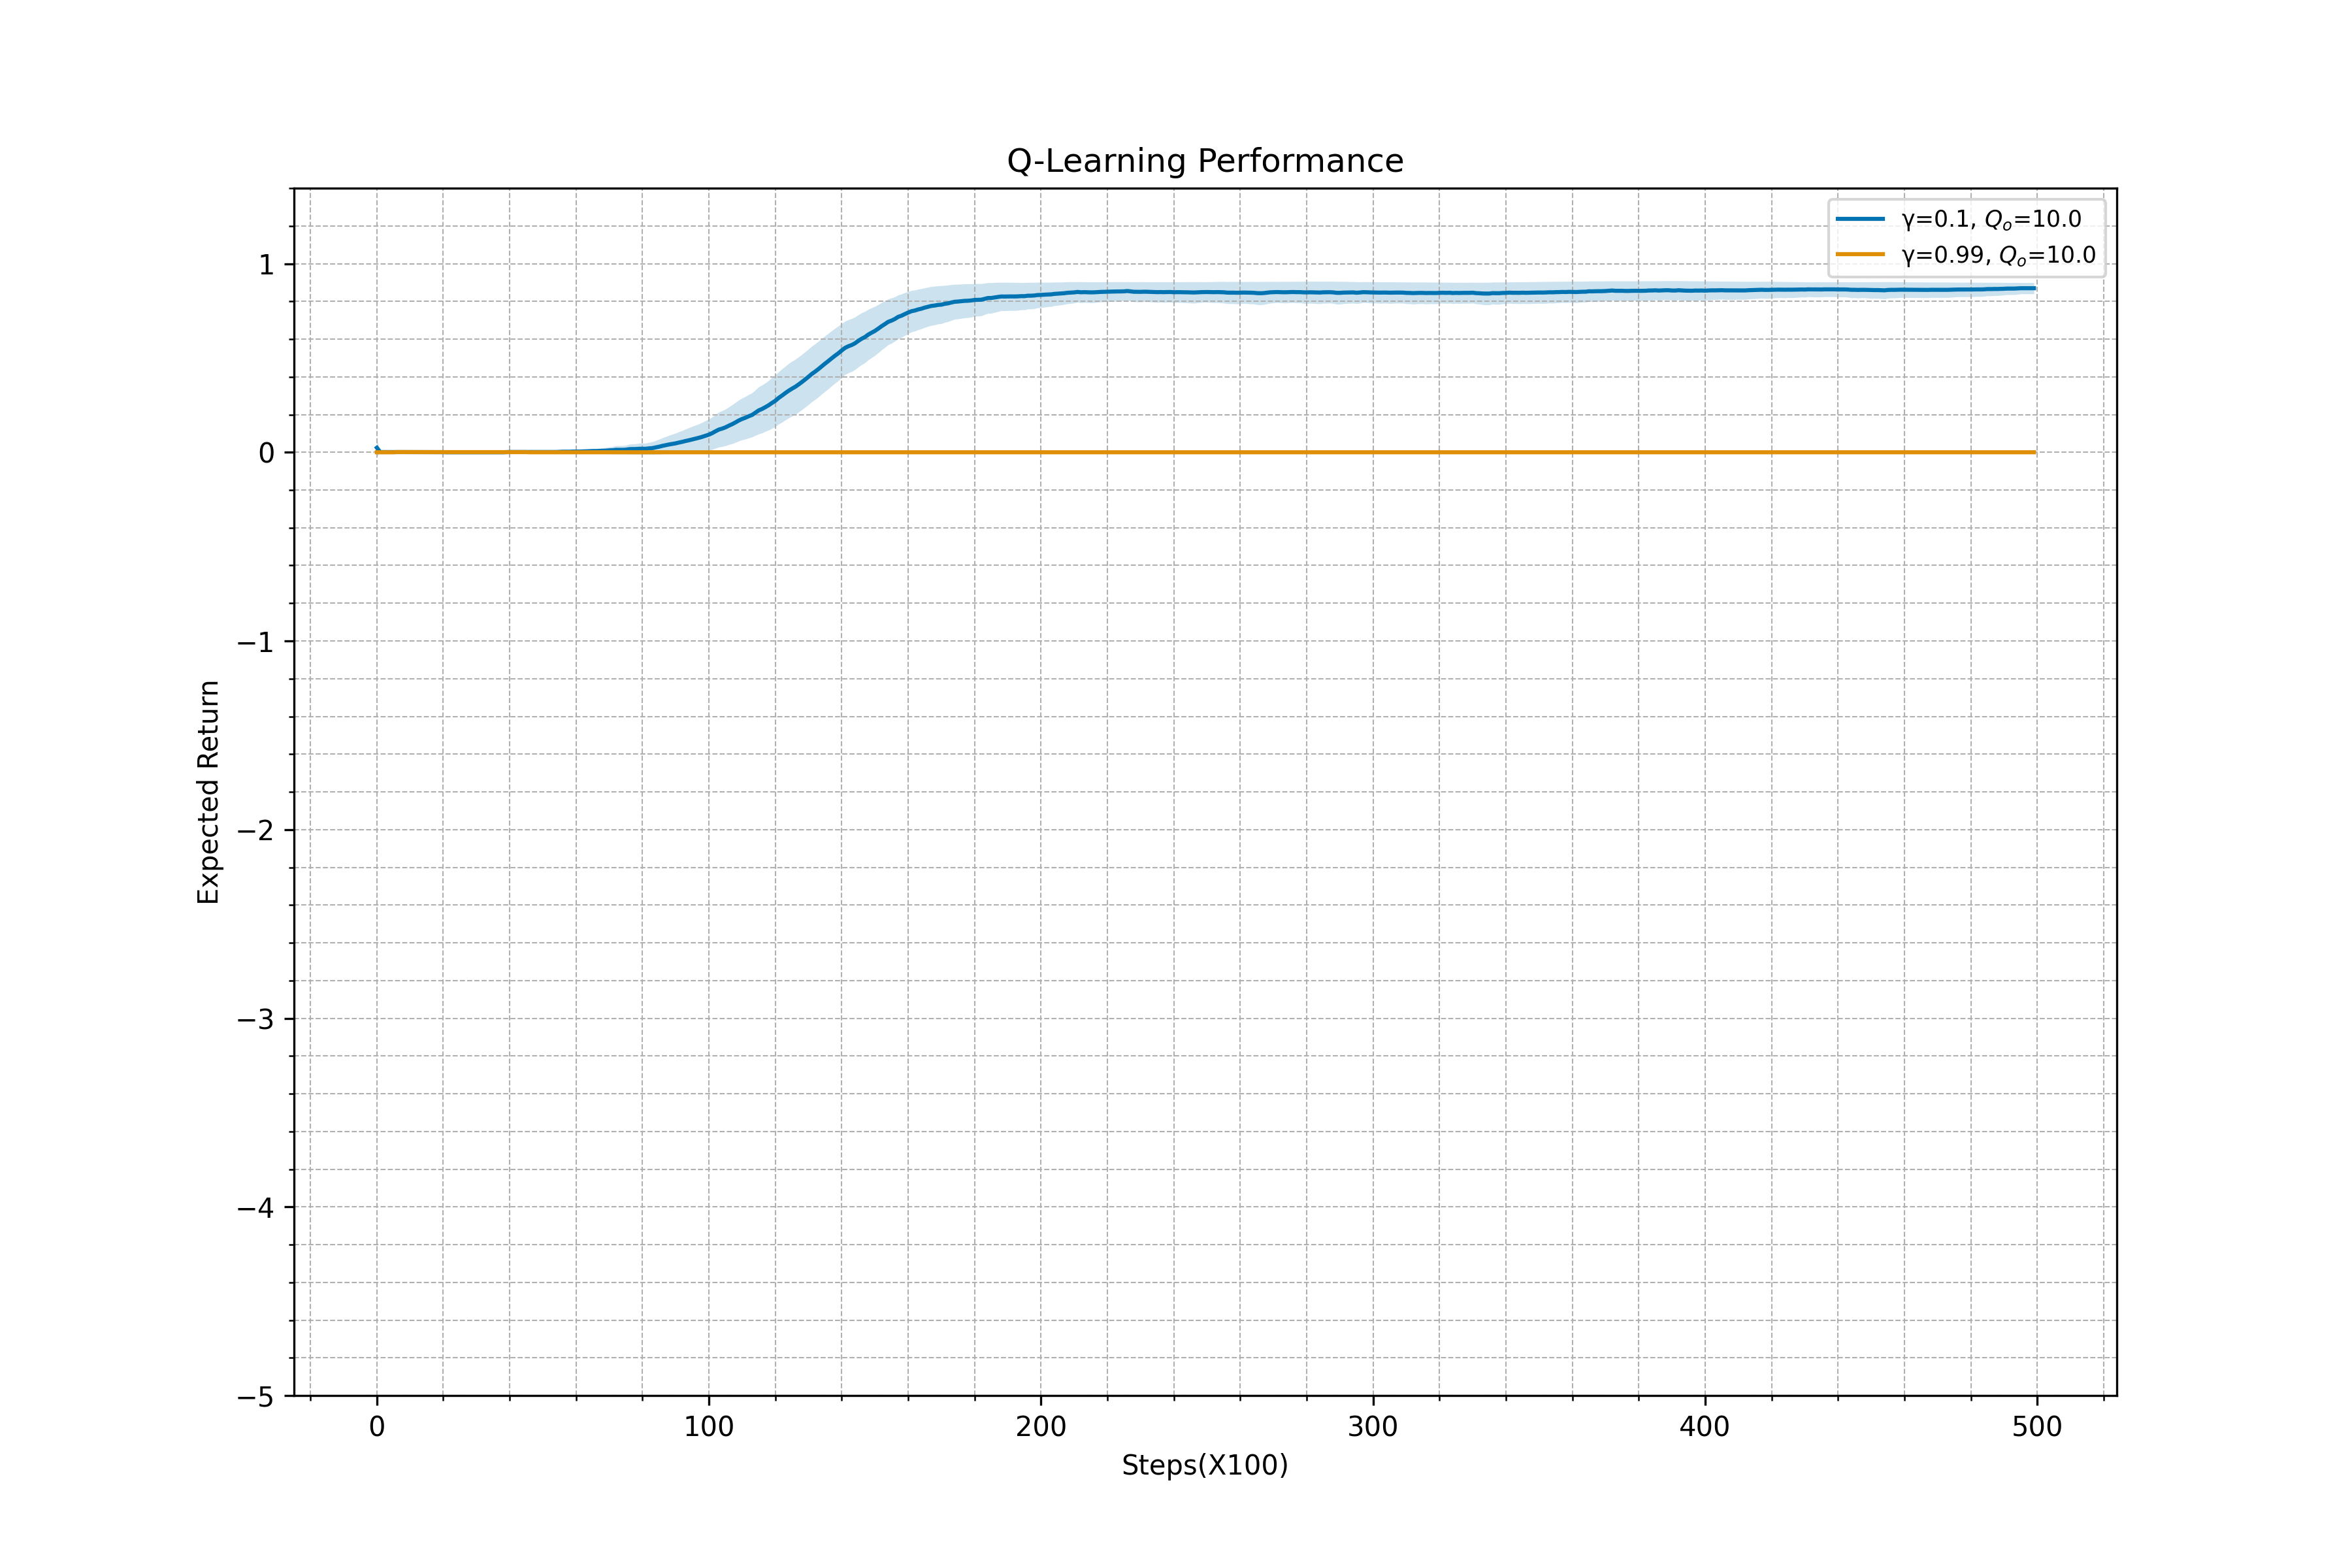 Q-Learning Performance
γ=0.1, Qₒ=10.0
γ=0.99, Qₒ=10.0
1
0
−1
−2
−3
−4
−5
Expected Return
0 100 200 300 400 500
Steps(X100)